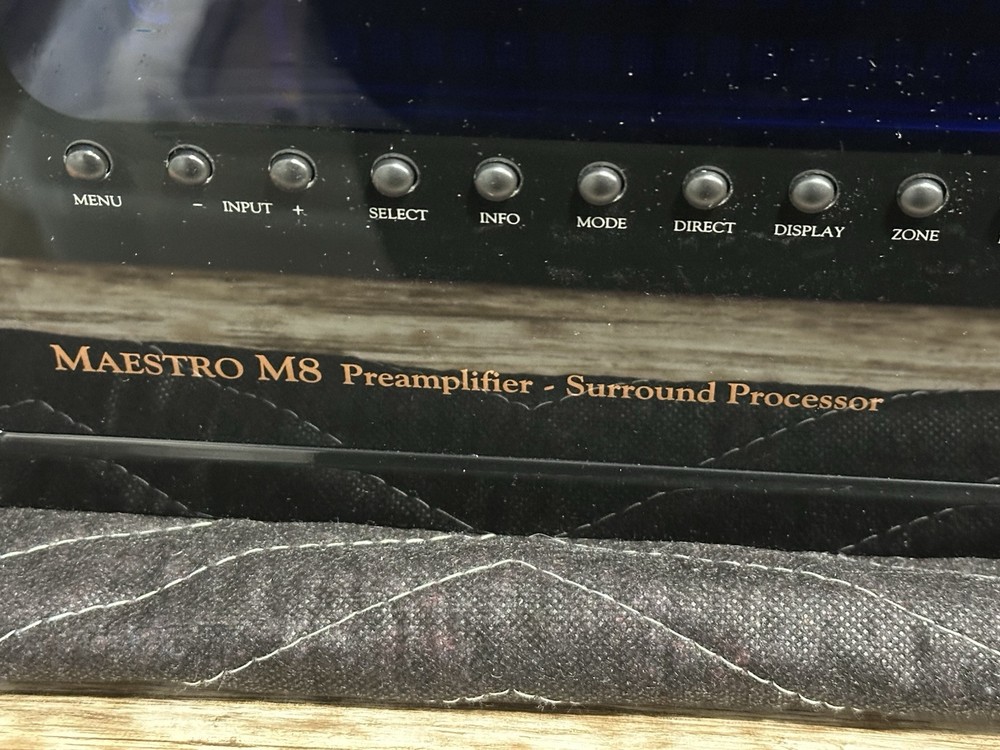 MENU − INPUT + SELECT INFO MODE DIRECT DISPLAY ZONE
MAESTRO M8 Preamplifier - Surround Processor